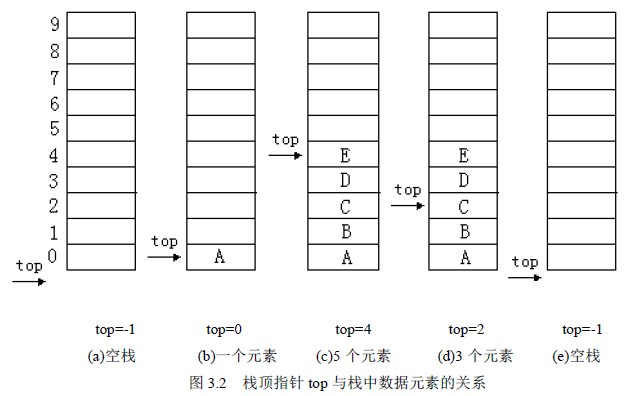 9
8
7
6
5
top
4 E E
3 D D
top
2 C C
1 B B
top
0 A A A
top
top
top=-1 top=0 top=4 top=2 top=-1
(a)空栈 (b)一个元素 (c)5 个元素 (d)3 个元素 (e)空栈
图 3.2 栈顶指针 top 与栈中数据元素的关系